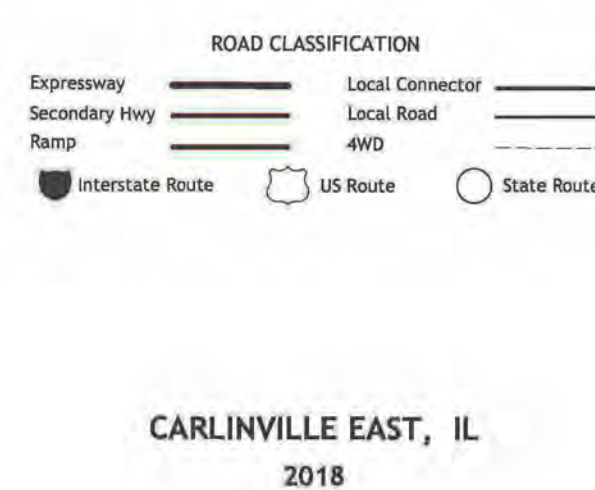 ROAD CLASSIFICATION
Expressway Local Connector
Secondary Hwy Local Road
Ramp 4WD
Interstate Route US Route State Route
CARLINVILLE EAST, IL
2018